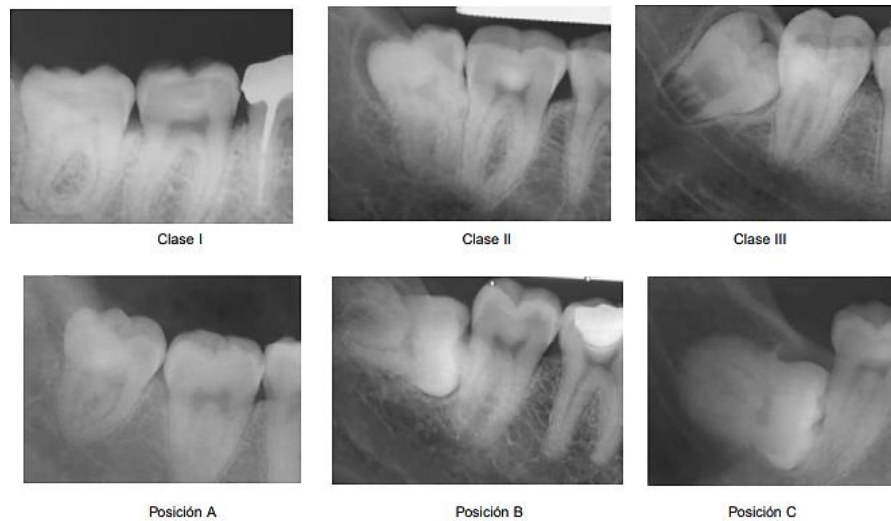 Clase I
Clase II
Clase III
Posición A
Posición B
Posición C